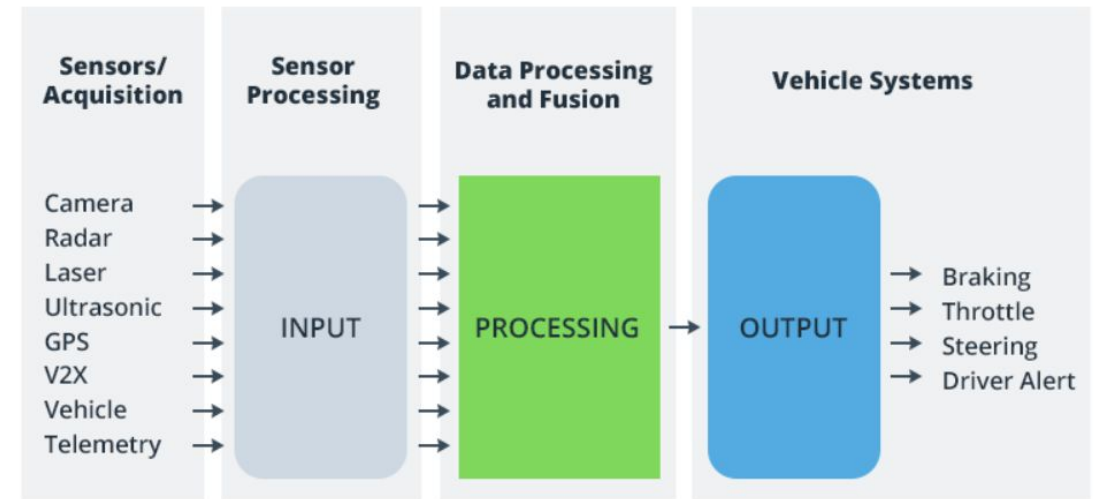 Sensors/
Acquisition
Sensor
Processing
Data Processing
and Fusion
Vehicle Systems
Camera
Radar
Laser
Ultrasonic
GPS
V2X
Vehicle
Telemetry
INPUT
PROCESSING
OUTPUT
Braking
Throttle
Steering
Driver Alert